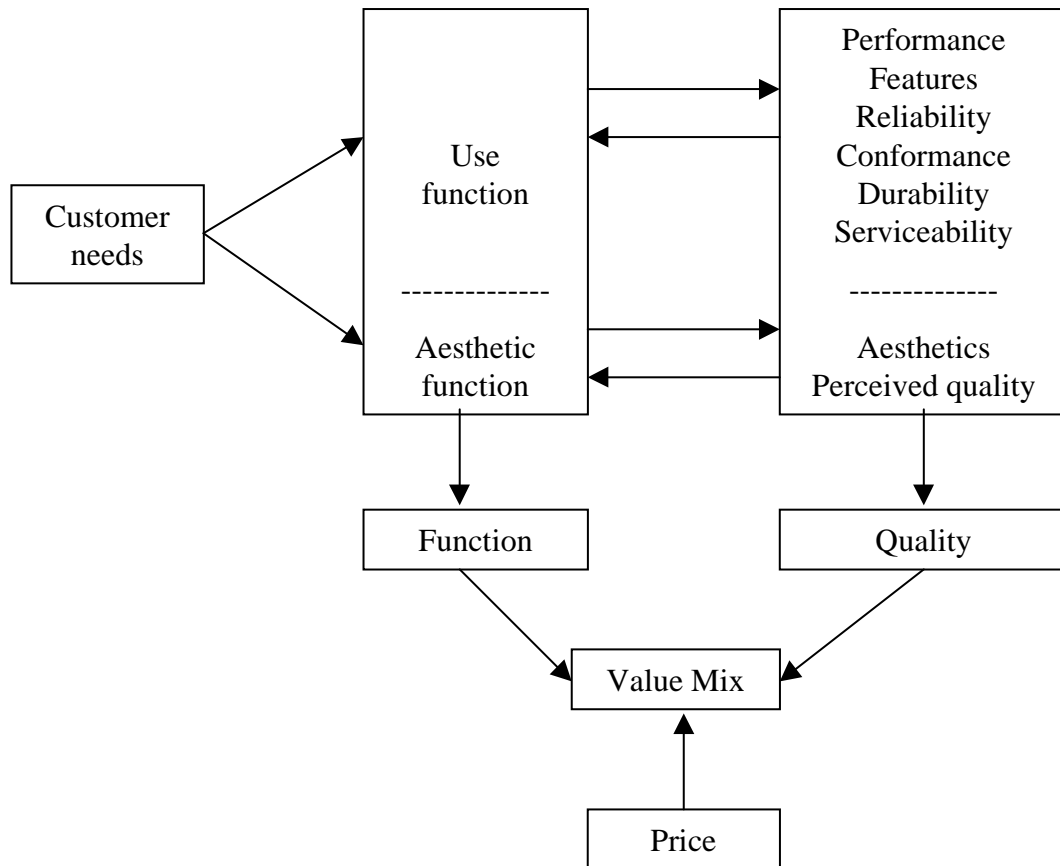 Customer
needs
Use
function
--------------
Aesthetic
function
Performance
Features
Reliability
Conformance
Durability
Serviceability
--------------
Aesthetics
Perceived quality
Function
Quality
Value Mix
Price